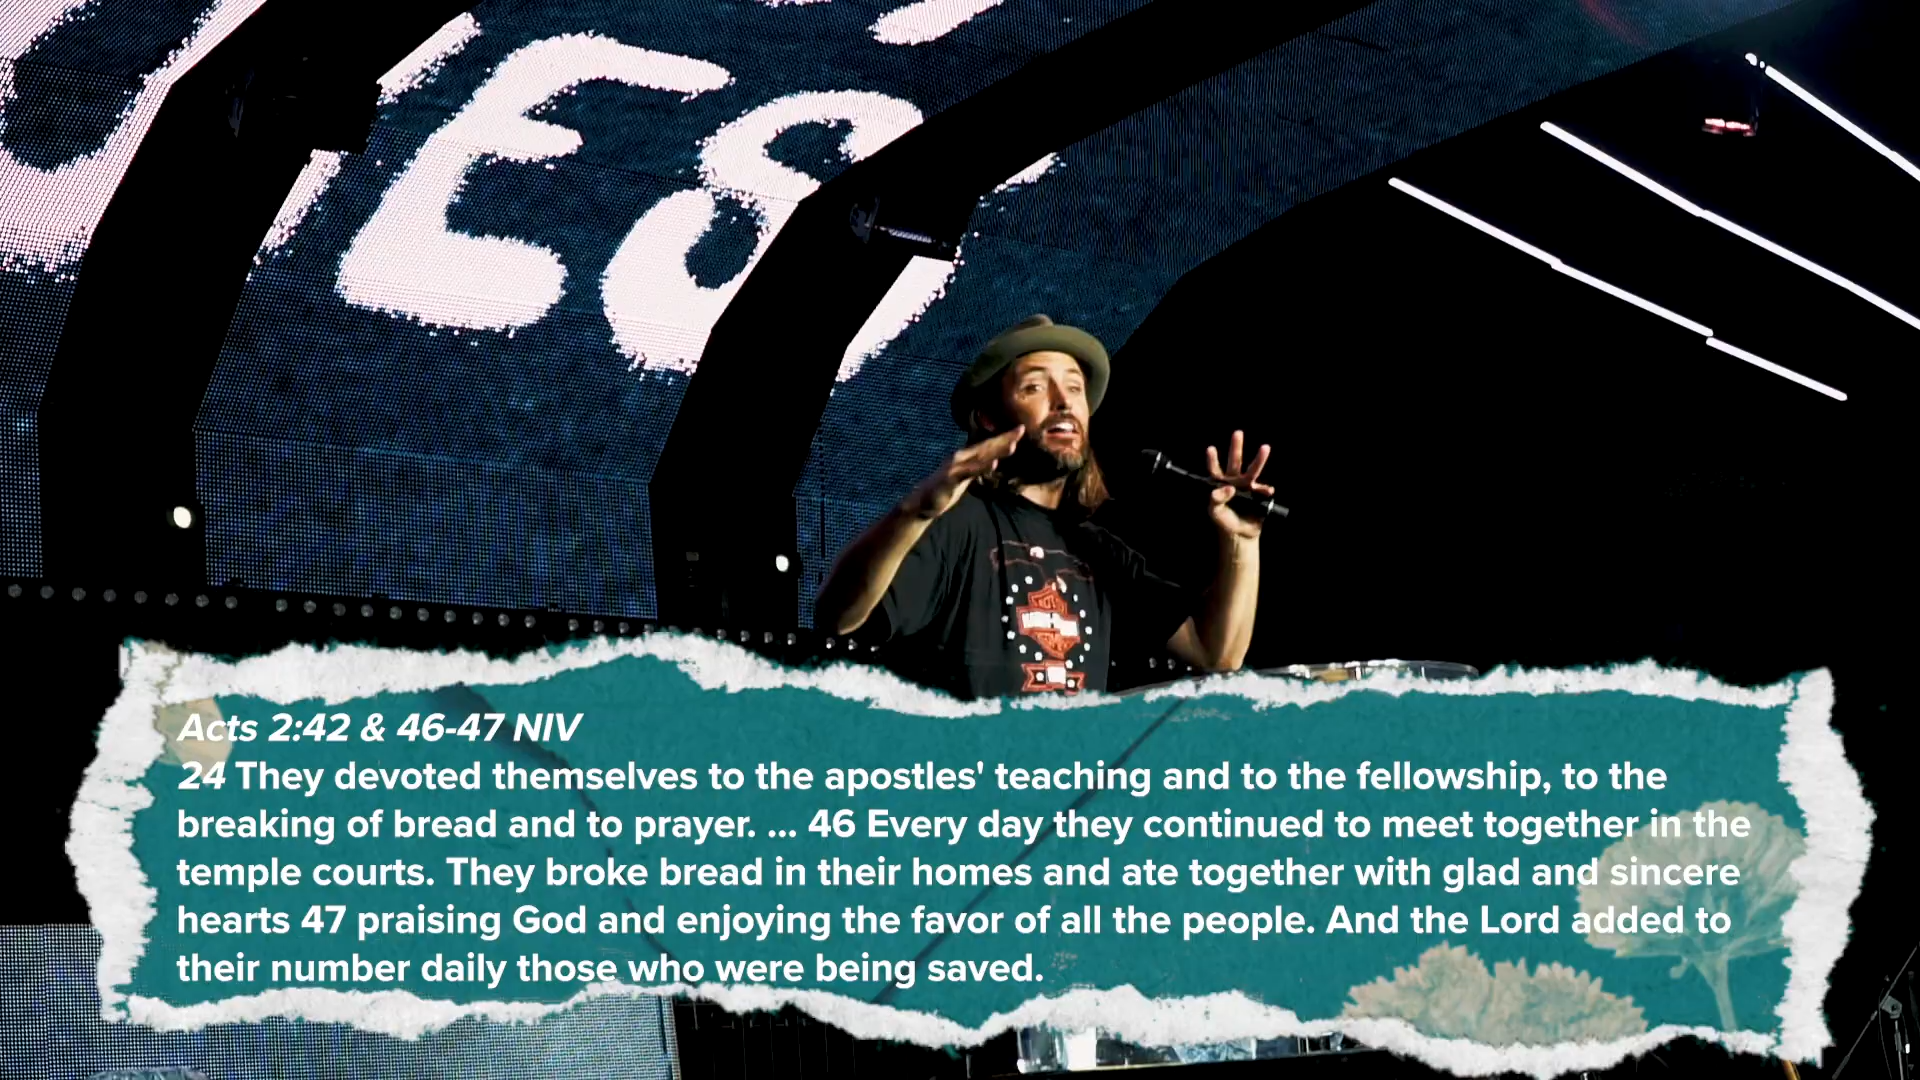 Acts 2:42 & 46-47 NIV
24 They devoted themselves to the apostles' teaching and to the fellowship, to the
breaking of bread and to prayer. ... 46 Every day they continued to meet together in the
temple courts. They broke bread in their homes and ate together with glad and sincere
hearts 47 praising God and enjoying the favor of all the people. And the Lord added to
their number daily those who were being saved.